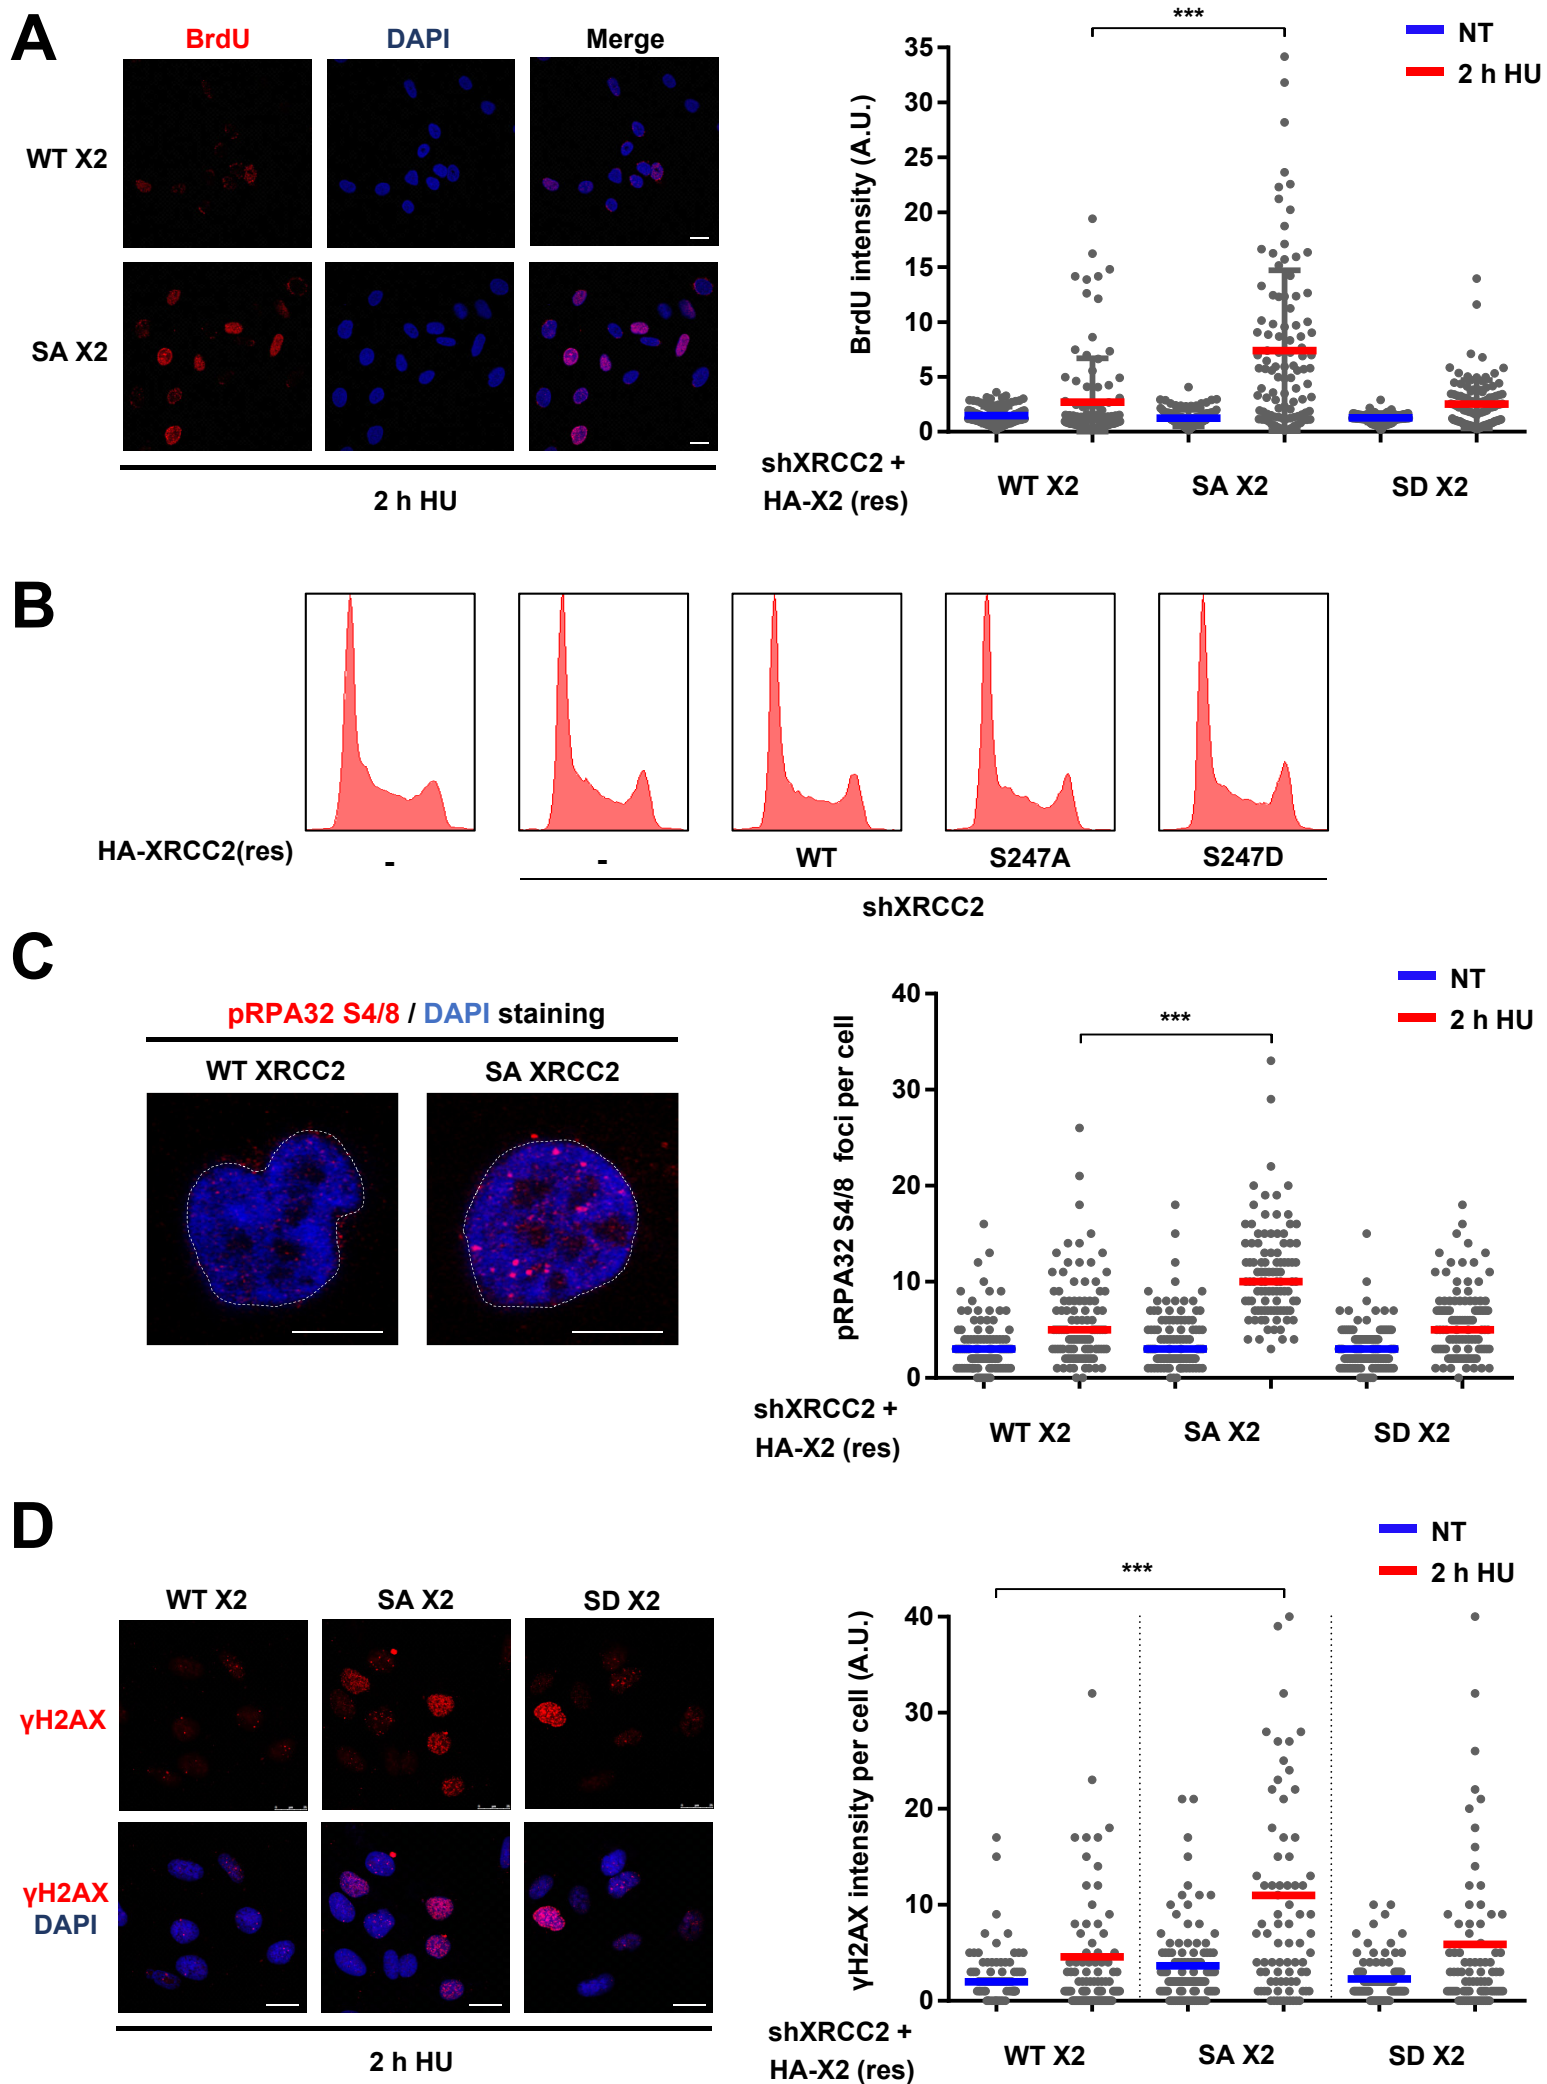 A
BrdU
DAPI
Merge
WT X2
SA X2
2 h HU
***
NT
2 h HU
BrdU intensity (A.U.)
35
30
25
20
15
10
5
0
shXRCC2 +
HA-X2 (res)
WT X2
SA X2
SD X2
B
HA-XRCC2(res)
-
-
WT
S247A
S247D
shXRCC2
C
pRPA32 S4/8 / DAPI staining
WT XRCC2
SA XRCC2
***
NT
2 h HU
pRPA32 S4/8 foci per cell
40
30
20
10
0
shXRCC2 +
HA-X2 (res)
WT X2
SA X2
SD X2
D
WT X2
SA X2
SD X2
γH2AX
γH2AX
DAPI
2 h HU
***
NT
2 h HU
γH2AX intensity per cell (A.U.)
40
30
20
10
0
shXRCC2 +
HA-X2 (res)
WT X2
SA X2
SD X2